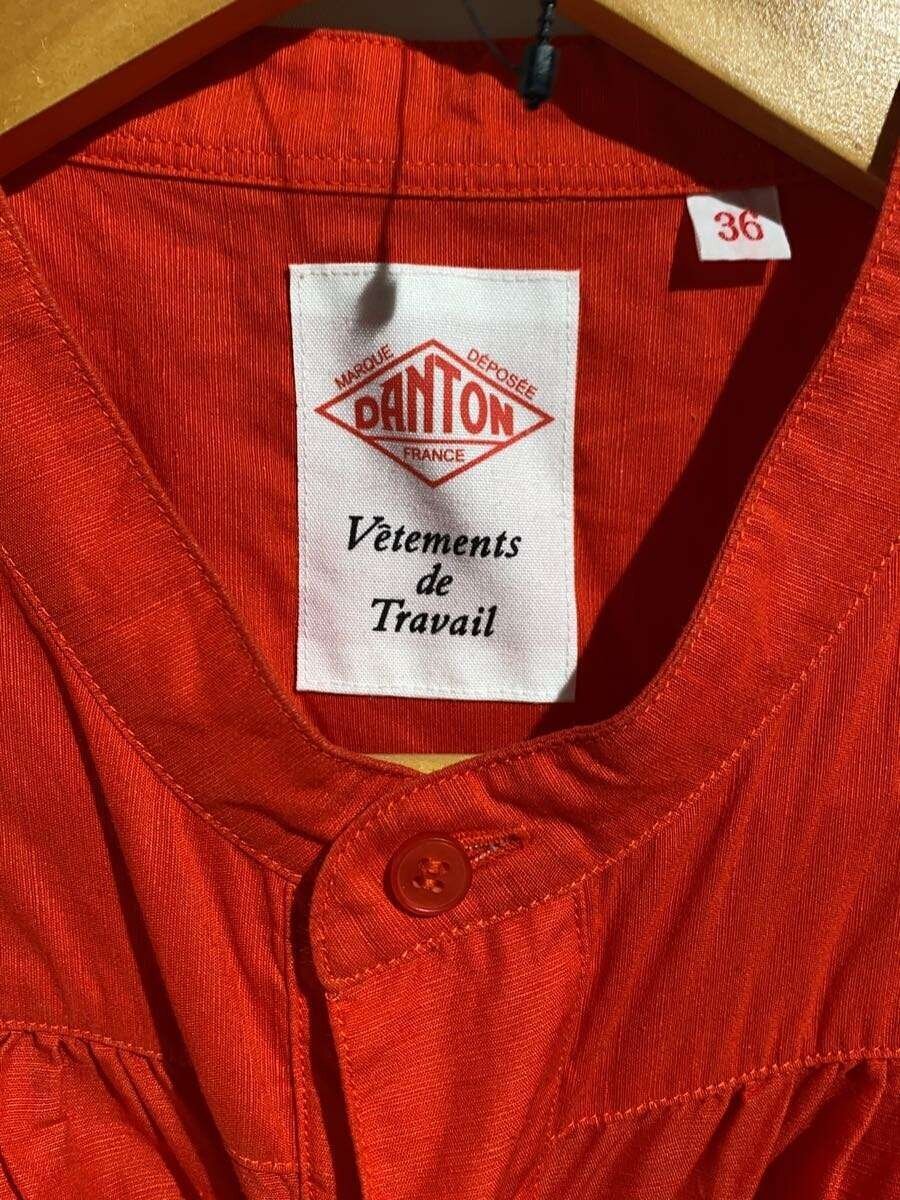 36
MARQUE DÉPOSÉE
DANTON
FRANCE
Vêtements
de
Travail